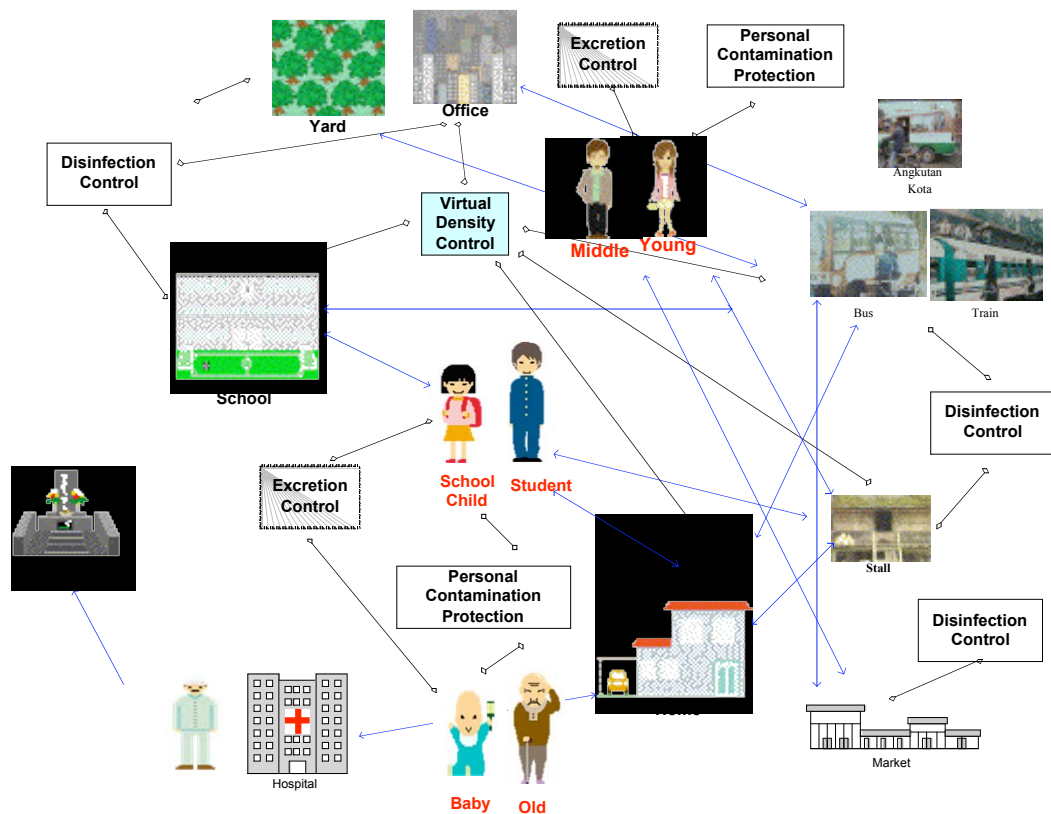 Excretion
Control
Personal
Contamination
Protection
Yard
Office
Disinfection
Control
Angkutan
Kota
Virtual
Density
Control
Middle
Young
Bus
Train
School
Disinfection
Control
School
Child
Student
Excretion
Control
Stall
Personal
Contamination
Protection
Disinfection
Control
Home
Market
Hospital
Baby
Old